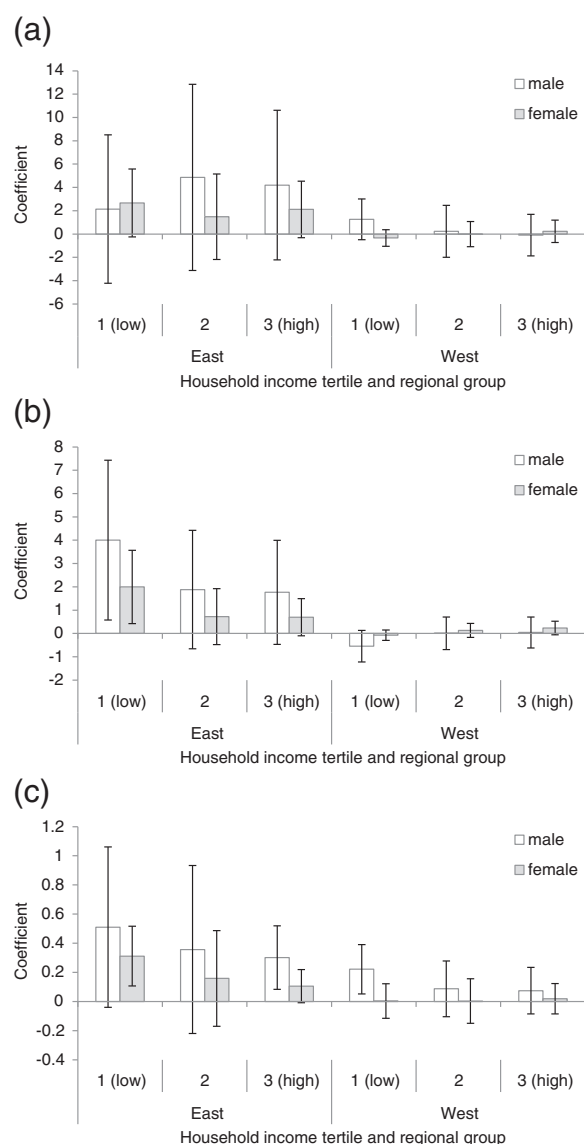 (a)
14
12
10
8
6
4
2
0
-2
-4
-6
Coefficient
male
female
1 (low) 2 3 (high) 1 (low) 2 3 (high)
East West
Household income tertile and regional group
(b)
8
7
6
5
4
3
2
1
0
-1
-2
Coefficient
male
female
1 (low) 2 3 (high) 1 (low) 2 3 (high)
East West
Household income tertile and regional group
(c)
1.2
1
0.8
0.6
0.4
0.2
0
-0.2
-0.4
Coefficient
male
female
1 (low) 2 3 (high) 1 (low) 2 3 (high)
East West
Household income tertile and regional group